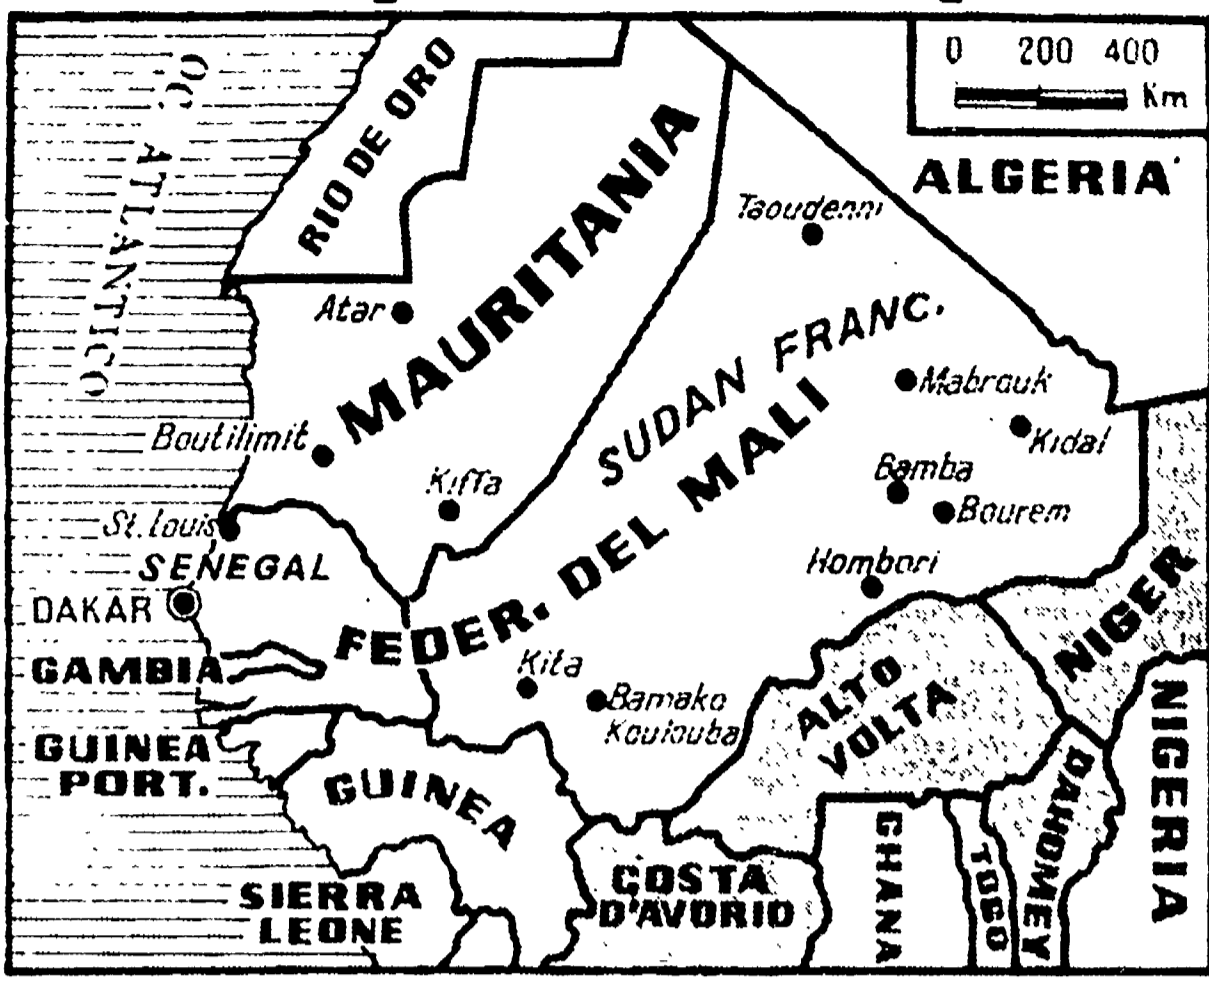 0 200 400
Km
OC. ATLANTICO
RIO DE ORO
MAURITANIA
ALGERIA
Taoudenni
Atar
SUDAN FRANC.
Mabrouk
Boutilimit
Kidal
Kiffa
Bamba
Bourem
St. Louis
SENEGAL
Hombori
DAKAR
FEDER. DEL MALI
NIGER
GAMBIA
Kita
Bamako
Koulouba
ALTO
VOLTA
NIGERIA
GUINEA
PORT.
GUINEA
DAHOMEY
GHANA
TOGO
COSTA
D'AVORIO
SIERRA
LEONE